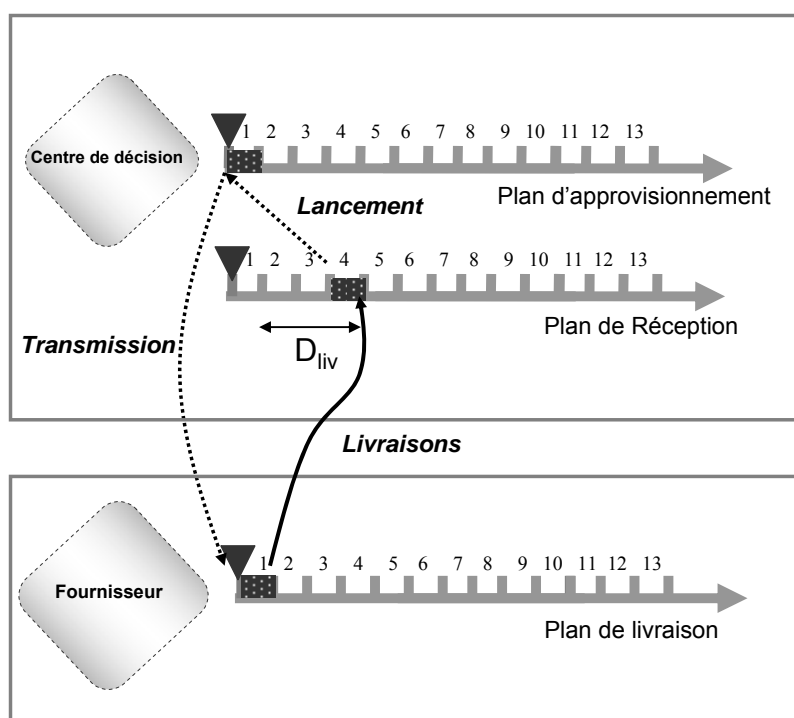 1 2 3 4 5 6 7 8 9 10 11 12 13
Centre de décision
Plan d'approvisionnement
Lancement
1 2 3 4 5 6 7 8 9 10 11 12 13
Plan de Réception
Transmission
Dliv
Livraisons
1 2 3 4 5 6 7 8 9 10 11 12 13
Fournisseur
Plan de livraison